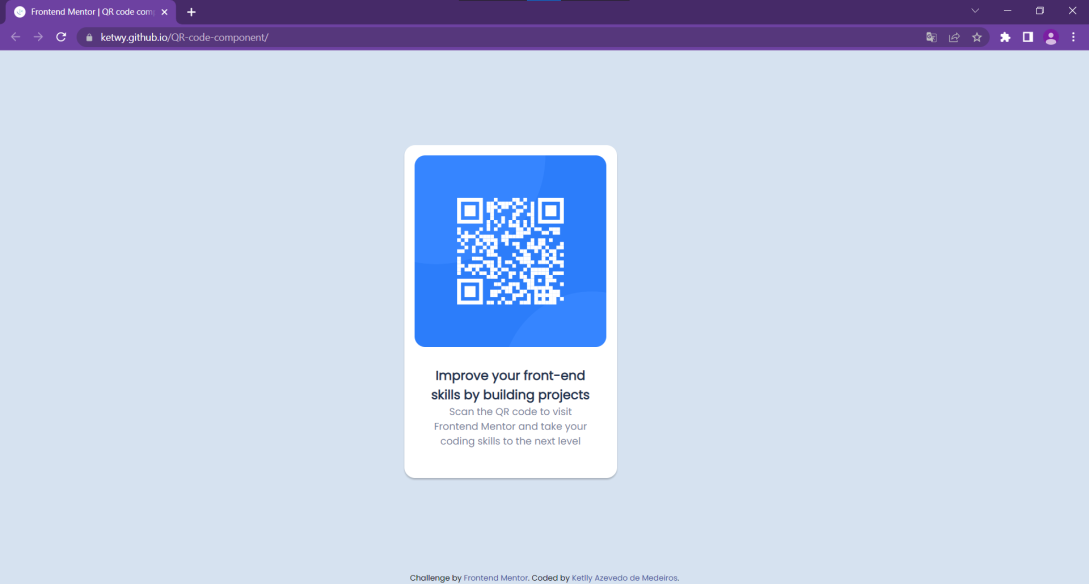 Frontend Mentor | QR code com
ketwy.github.io/QR-code-component/
Improve your front-end
skills by building projects
Scan the QR code to visit
Frontend Mentor and take your
coding skills to the next level
Challenge by Frontend Mentor. Coded by Ketlly Azevedo de Medeiros.